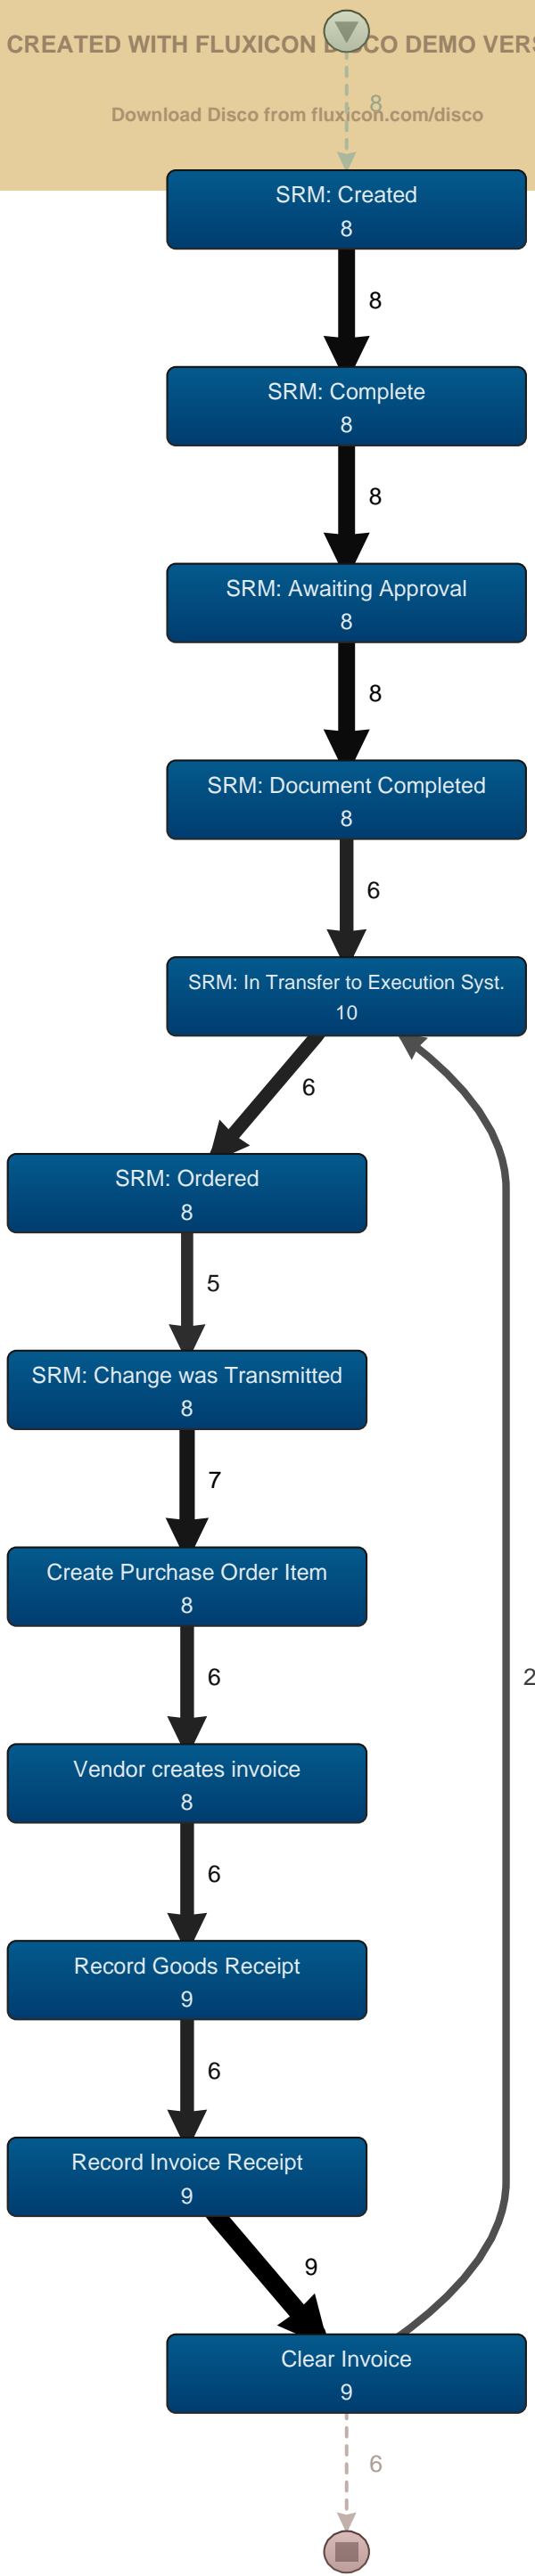 CREATED WITH FLUXICON DISCO DEMO VERS
8
Download Disco from fluxicon.com/disco
SRM: Created
8
8
SRM: Complete
8
8
SRM: Awaiting Approval
8
8
SRM: Document Completed
8
6
SRM: In Transfer to Execution Syst.
10
6
SRM: Ordered
8
5
SRM: Change was Transmitted
8
7
Create Purchase Order Item
8
6
2
Vendor creates invoice
8
6
Record Goods Receipt
9
6
Record Invoice Receipt
9
9
Clear Invoice
9
6